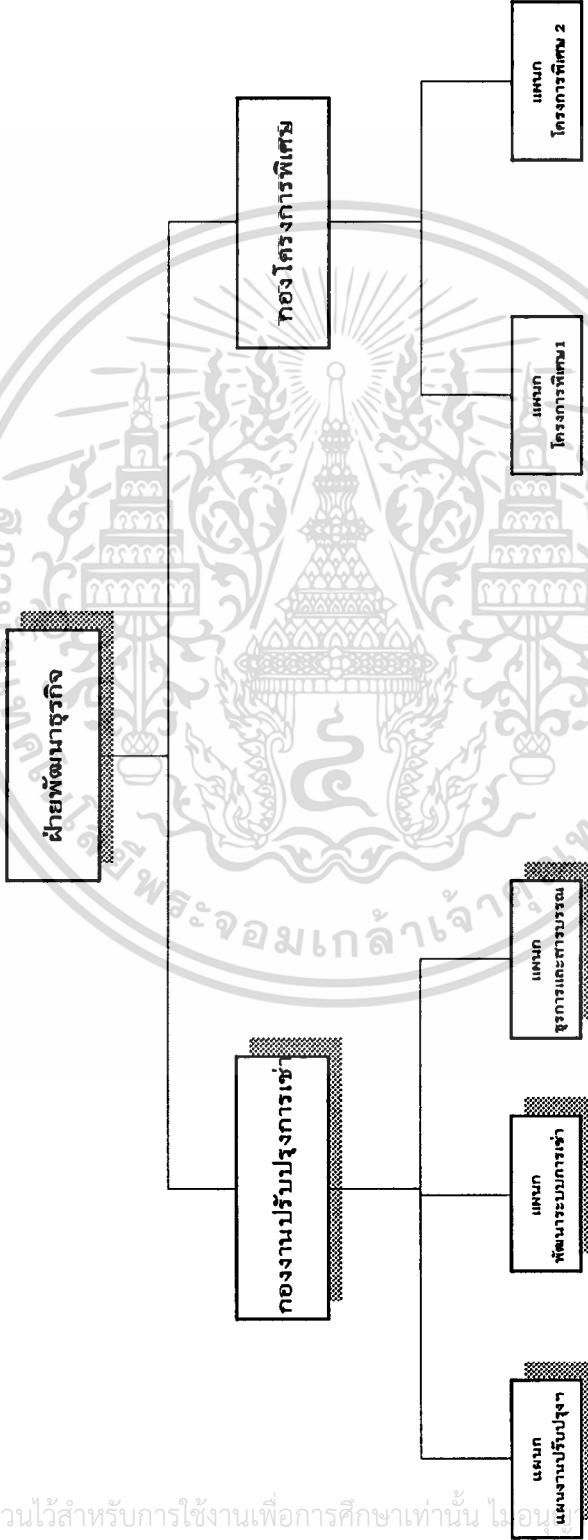 ฝ่ายพัฒนาธุรกิจ
กองงานปรับปรุงการเช่า
กองโครงการพิเศษ
แผนก
แผนงานปรับปรุงฯ
แผนก
พัฒนาระบบการเช่า
แผนก
ธุรการและสารบรรณ
แผนก
โครงการพิเศษ1
แผนก
โครงการพิเศษ 2
พระจอมเกล้าเจ้าคุณ
วนไว้สำหรับการใช้งานเพื่อการศึกษาเท่านั้น